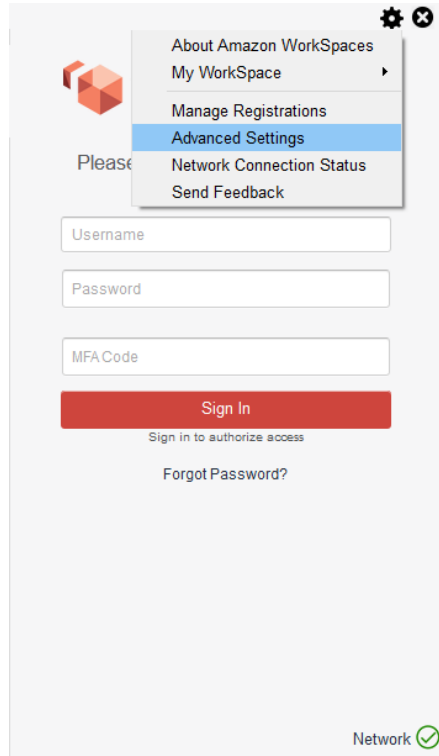 About Amazon WorkSpaces
My WorkSpace
Manage Registrations
Advanced Settings
Network Connection Status
Send Feedback
Please
Username
Password
MFA Code
Sign In
Sign in to authorize access
Forgot Password?
Network